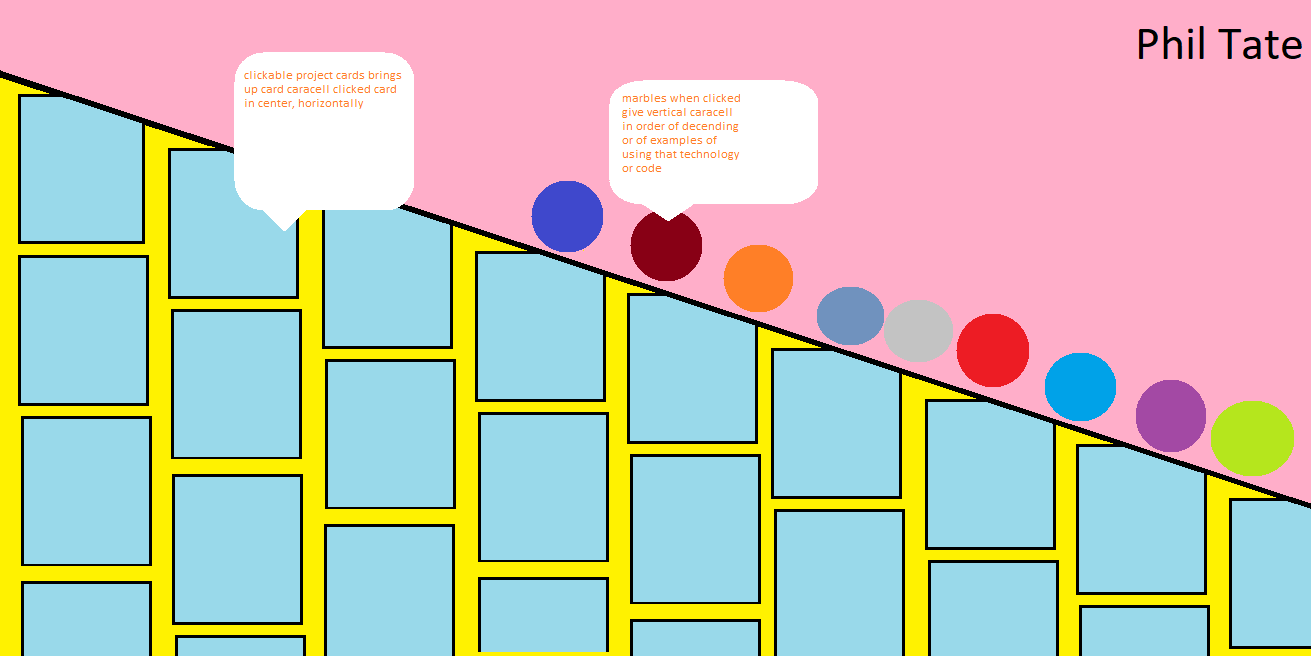 Phil Tate
clickable project cards brings
up card caracell clicked card
in center, horizontally
marbles when clicked
give vertical caracell
in order of decending
or of examples of
using that technology
or code